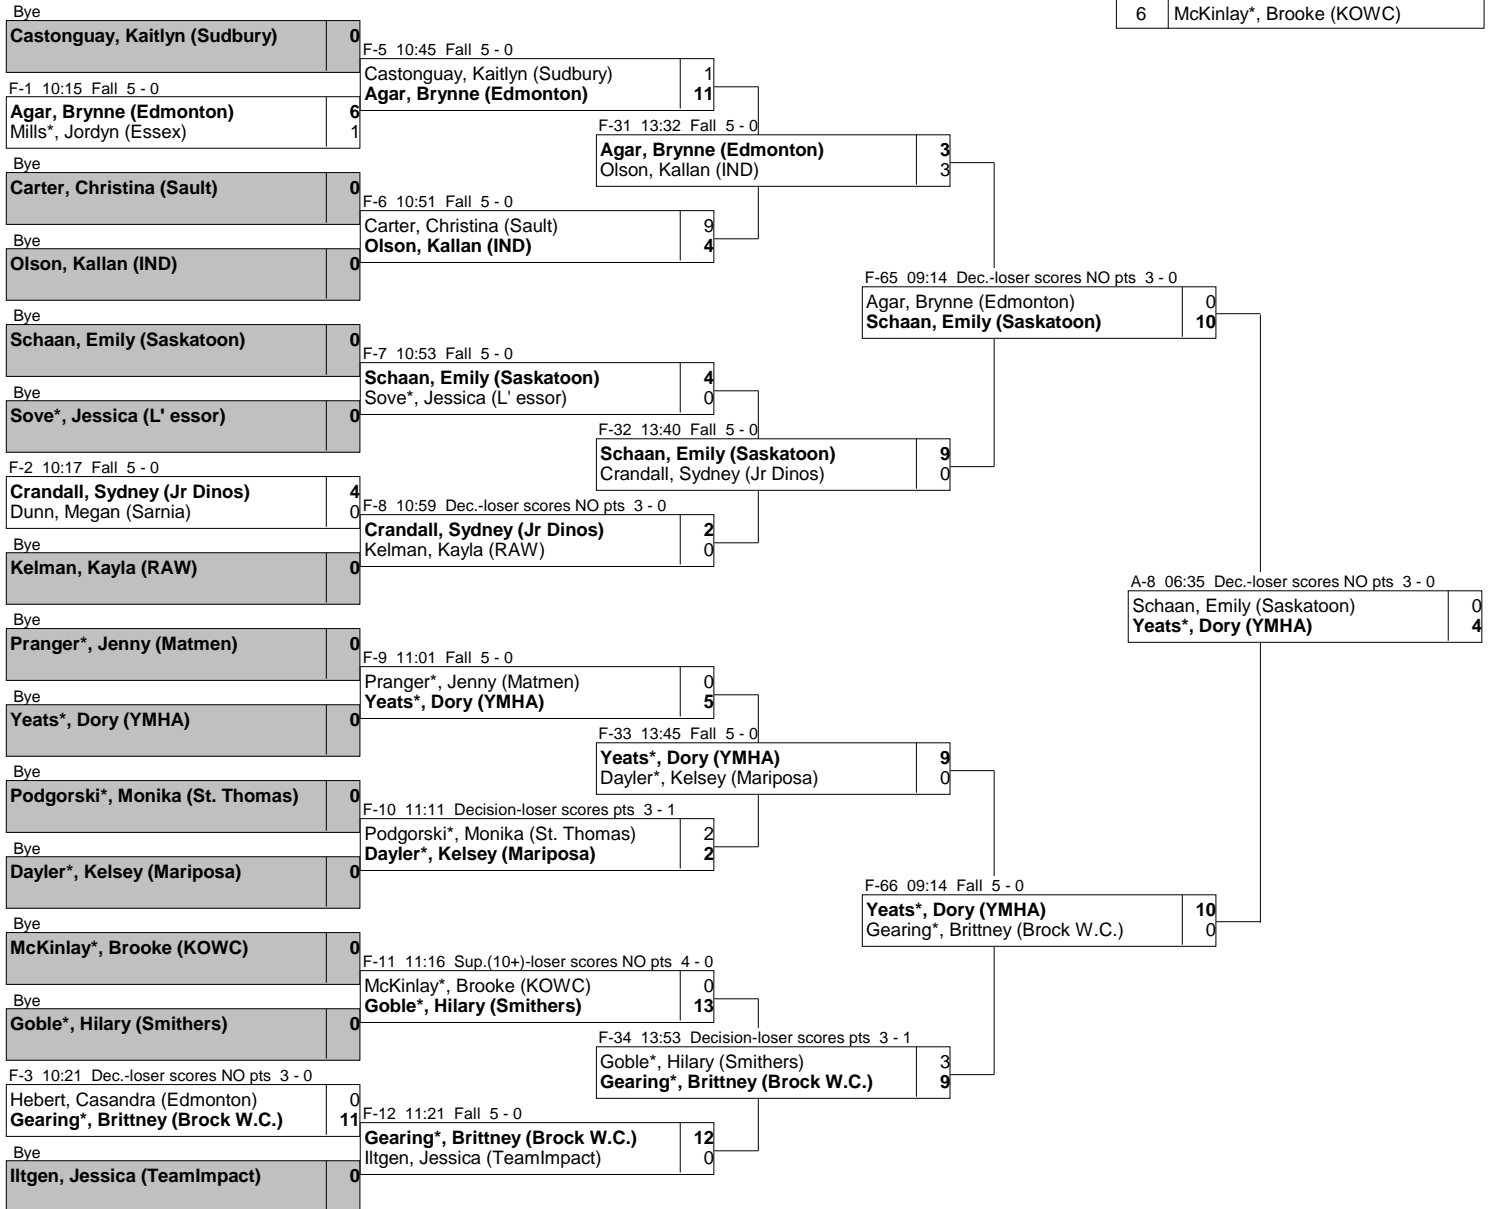 6 McKinlay*, Brooke (KOWC)
Bye
Castonguay, Kaitlyn (Sudbury) 0
F-1 10:15 Fall 5 - 0
Agar, Brynne (Edmonton) 6
Mills*, Jordyn (Essex) 1
Bye
Carter, Christina (Sault) 0
Bye
Olson, Kallan (IND) 0
Bye
Schaan, Emily (Saskatoon) 0
Bye
Sove*, Jessica (L' essor) 0
F-2 10:17 Fall 5 - 0
Crandall, Sydney (Jr Dinos) 4
Dunn, Megan (Sarnia) 0
Bye
Kelman, Kayla (RAW) 0
Bye
Pranger*, Jenny (Matmen) 0
Bye
Yeats*, Dory (YMHA) 0
Bye
Podgorski*, Monika (St. Thomas) 0
Bye
Dayler*, Kelsey (Mariposa) 0
Bye
McKinlay*, Brooke (KOWC) 0
Bye
Goble*, Hilary (Smithers) 0
F-3 10:21 Dec.-loser scores NO pts 3 - 0
Hebert, Casandra (Edmonton) 0
Gearing*, Brittney (Brock W.C.) 11
Bye
Iltgen, Jessica (TeamImpact) 0
F-5 10:45 Fall 5 - 0
Castonguay, Kaitlyn (Sudbury) 1
Agar, Brynne (Edmonton) 11
F-6 10:51 Fall 5 - 0
Carter, Christina (Sault) 9
Olson, Kallan (IND) 4
F-7 10:53 Fall 5 - 0
Schaan, Emily (Saskatoon) 4
Sove*, Jessica (L' essor) 0
F-8 10:59 Dec.-loser scores NO pts 3 - 0
Crandall, Sydney (Jr Dinos) 2
Kelman, Kayla (RAW) 0
F-9 11:01 Fall 5 - 0
Pranger*, Jenny (Matmen) 0
Yeats*, Dory (YMHA) 5
F-10 11:11 Decision-loser scores pts 3 - 1
Podgorski*, Monika (St. Thomas) 2
Dayler*, Kelsey (Mariposa) 2
F-11 11:16 Sup.(10+)-loser scores NO pts 4 - 0
McKinlay*, Brooke (KOWC) 0
Goble*, Hilary (Smithers) 13
F-12 11:21 Fall 5 - 0
Gearing*, Brittney (Brock W.C.) 12
Iltgen, Jessica (TeamImpact) 0
F-31 13:32 Fall 5 - 0
Agar, Brynne (Edmonton) 3
Olson, Kallan (IND) 3
F-32 13:40 Fall 5 - 0
Schaan, Emily (Saskatoon) 9
Crandall, Sydney (Jr Dinos) 0
F-33 13:45 Fall 5 - 0
Yeats*, Dory (YMHA) 9
Dayler*, Kelsey (Mariposa) 0
F-34 13:53 Decision-loser scores pts 3 - 1
Goble*, Hilary (Smithers) 3
Gearing*, Brittney (Brock W.C.) 9
F-65 09:14 Dec.-loser scores NO pts 3 - 0
Agar, Brynne (Edmonton) 0
Schaan, Emily (Saskatoon) 10
F-66 09:14 Fall 5 - 0
Yeats*, Dory (YMHA) 10
Gearing*, Brittney (Brock W.C.) 0
A-8 06:35 Dec.-loser scores NO pts 3 - 0
Schaan, Emily (Saskatoon) 0
Yeats*, Dory (YMHA) 4